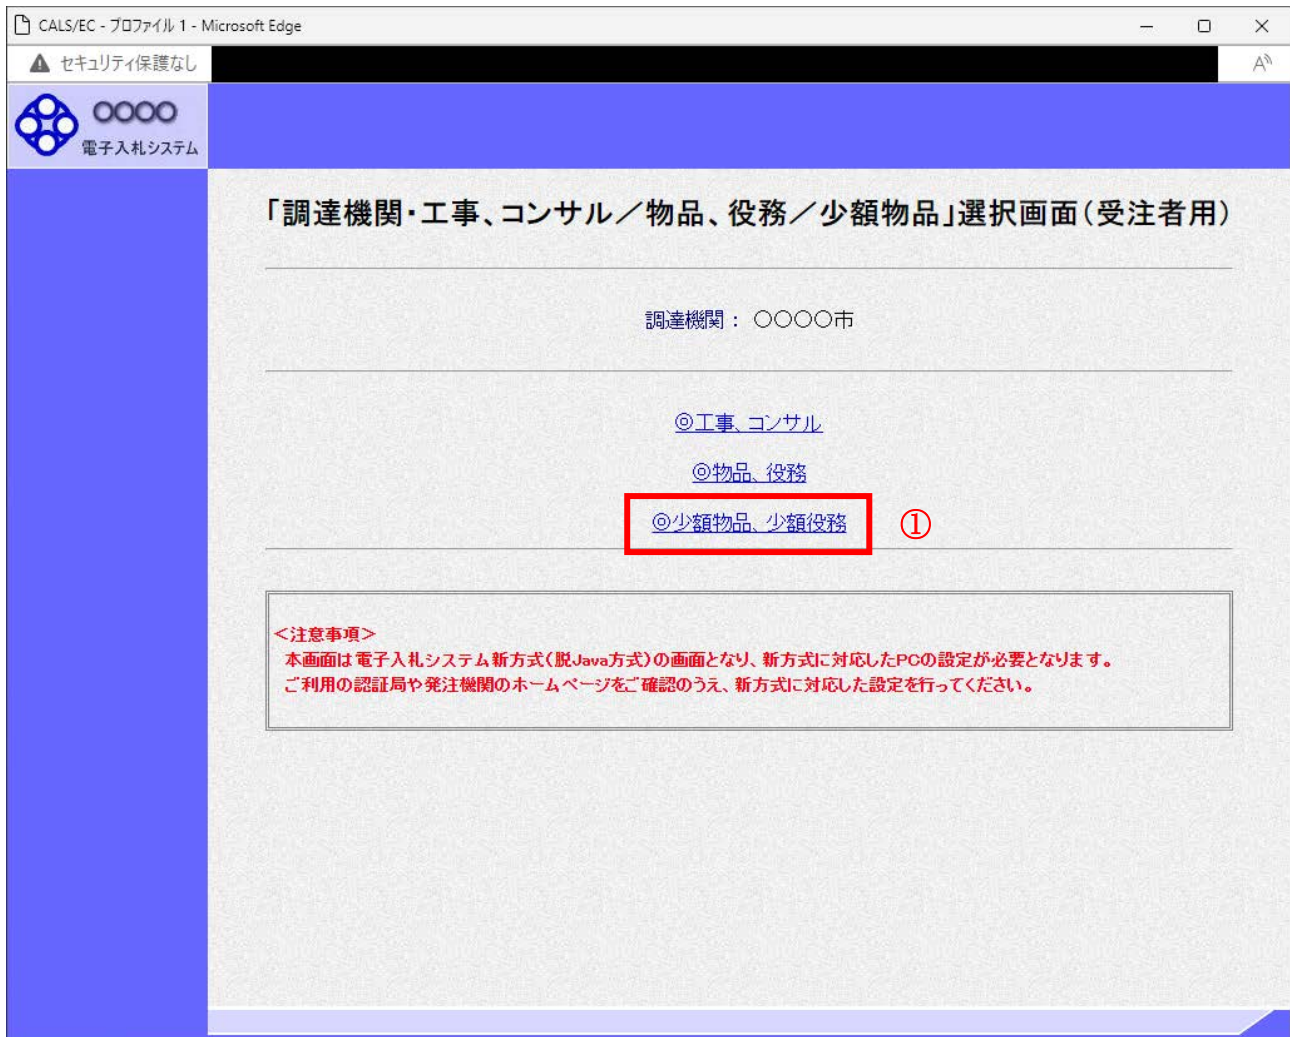 CALS/EC - プロファイル 1 - Microsoft Edge
セキュリティ保護なし
〇〇〇〇
電子入札システム
「調達機関・工事、コンサル／物品、役務／少額物品」選択画面（受注者用）
調達機関： 〇〇〇〇市
◎工事、コンサル
◎物品、役務
◎少額物品、少額役務 ①
＜注意事項＞
本画面は電子入札システム新方式（脱Java方式）の画面となり、新方式に対応したPCの設定が必要となります。
ご利用の認証局や発注機関のホームページをご確認のうえ、新方式に対応した設定を行ってください。